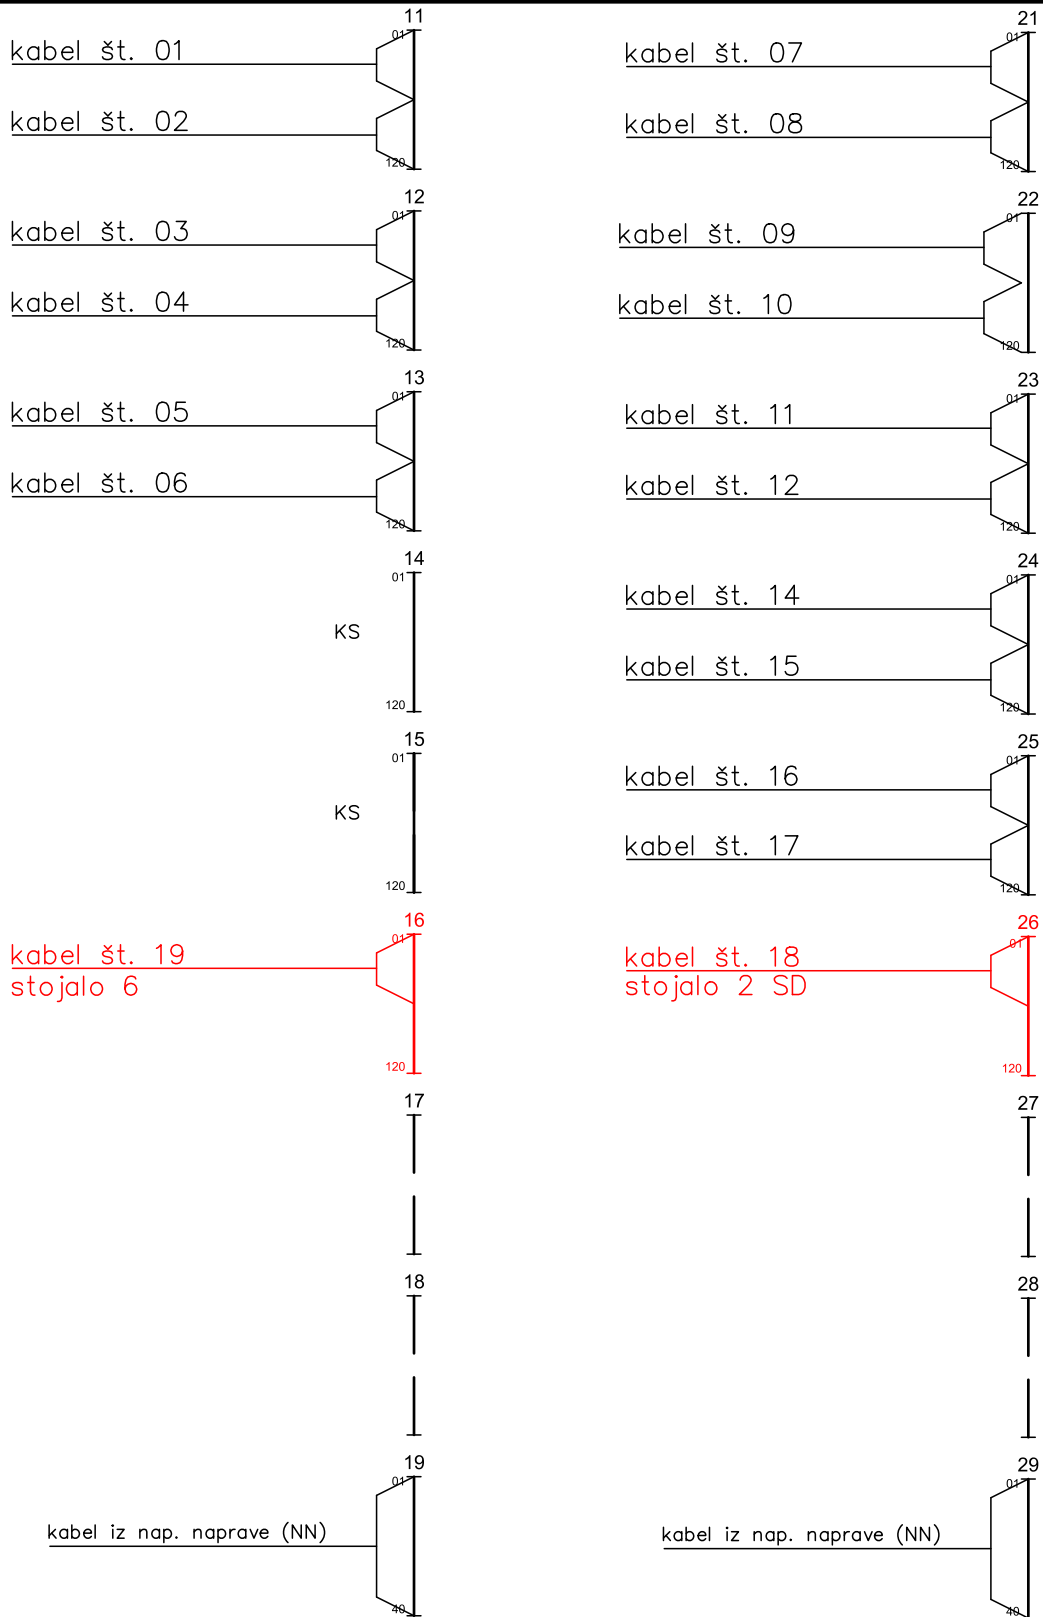 11
01
kabel št. 01
kabel št. 02
120
12
01
kabel št. 03
kabel št. 04
120
13
01
kabel št. 05
kabel št. 06
120
14
01
KS
120
15
01
KS
120
16
01
kabel št. 19
stojalo 6
120
17
18
19
01
kabel iz nap. naprave (NN)
40
21
01
kabel št. 07
kabel št. 08
120
22
01
kabel št. 09
kabel št. 10
120
23
01
kabel št. 11
kabel št. 12
120
24
01
kabel št. 14
kabel št. 15
120
25
01
kabel št. 16
kabel št. 17
120
26
01
kabel št. 18
stojalo 2 SD
120
27
28
29
01
kabel iz nap. naprave (NN)
40